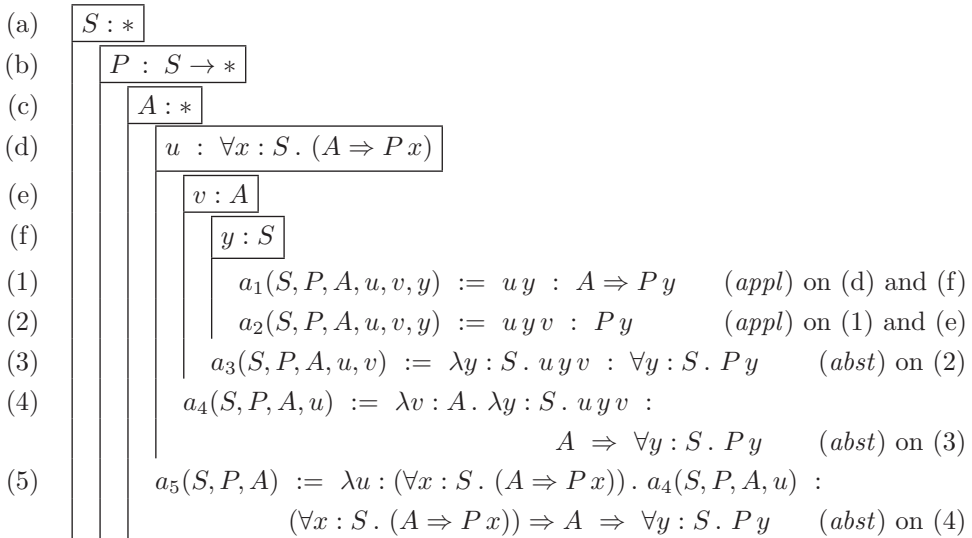 (a) S : ∗
(b) P : S → ∗
(c) A : ∗
(d) u : ∀x : S . (A ⇒ P x)
(e) v : A
(f) y : S
(1) a₁(S, P, A, u, v, y) := u y : A ⇒ P y (appl) on (d) and (f)
(2) a₂(S, P, A, u, v, y) := u y v : P y (appl) on (1) and (e)
(3) a₃(S, P, A, u, v) := λy : S . u y v : ∀y : S . P y (abst) on (2)
(4) a₄(S, P, A, u) := λv : A . λy : S . u y v :
A ⇒ ∀y : S . P y (abst) on (3)
(5) a₅(S, P, A) := λu : (∀x : S . (A ⇒ P x)) . a₄(S, P, A, u) :
(∀x : S . (A ⇒ P x)) ⇒ A ⇒ ∀y : S . P y (abst) on (4)